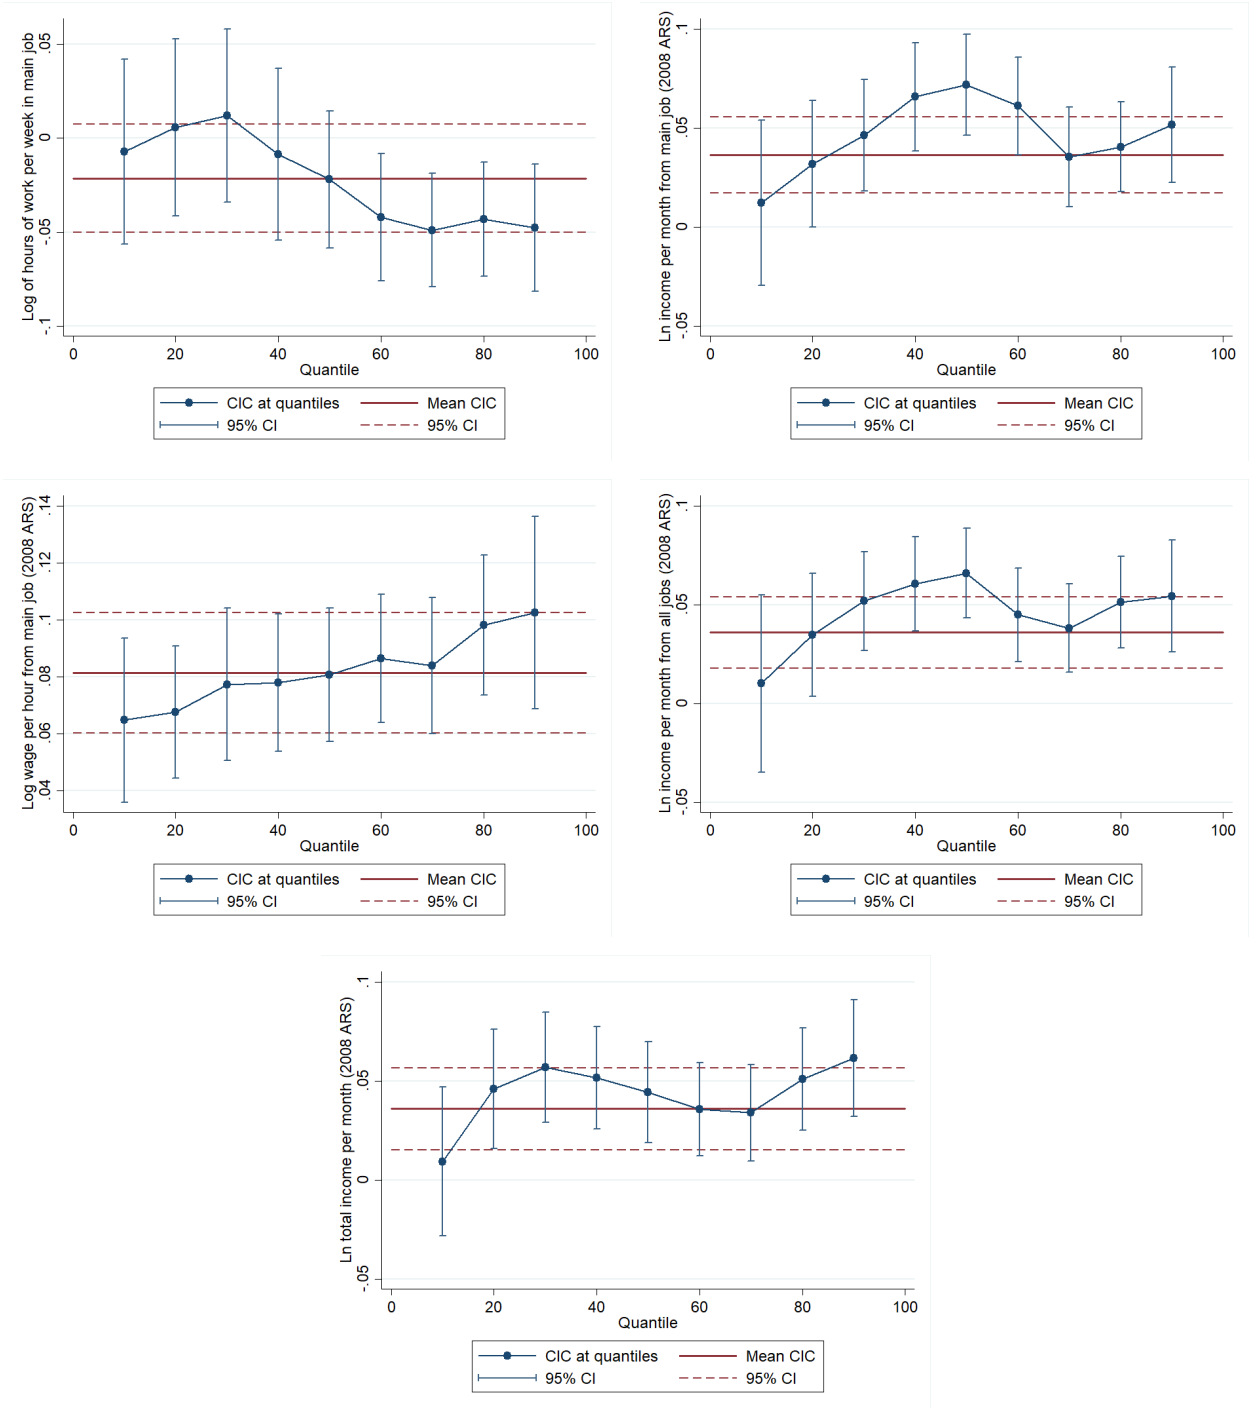 Log of hours of work per week in main job
.05
0
-.05
-.1
0 20 40 60 80 100
Quantile
CIC at quantiles Mean CIC
95% CI 95% CI
Ln income per month from main job (2008 ARS)
.1
.05
0
-.05
0 20 40 60 80 100
Quantile
CIC at quantiles Mean CIC
95% CI 95% CI
Log wage per hour from main job (2008 ARS)
.14
.12
.1
.08
.06
.04
0 20 40 60 80 100
Quantile
CIC at quantiles Mean CIC
95% CI 95% CI
Ln income per month from all jobs (2008 ARS)
.1
.05
0
-.05
0 20 40 60 80 100
Quantile
CIC at quantiles Mean CIC
95% CI 95% CI
Ln total income per month (2008 ARS)
.1
.05
0
-.05
0 20 40 60 80 100
Quantile
CIC at quantiles Mean CIC
95% CI 95% CI